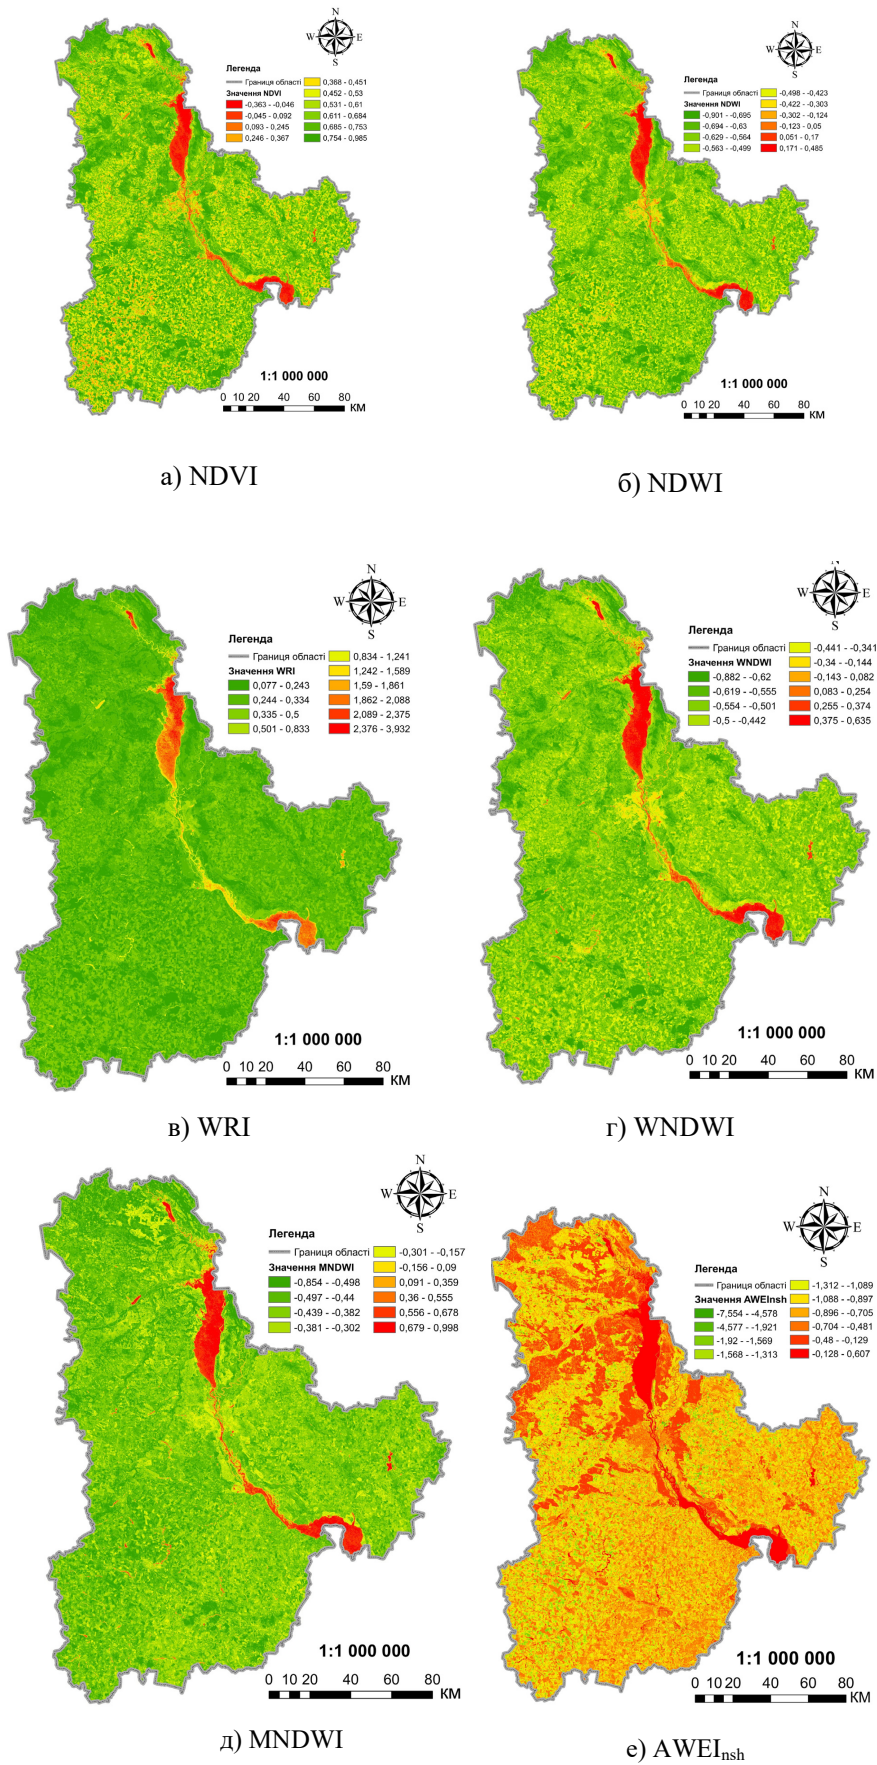 N
W E
S
Легенда
Граница області
Значення NDVI
-0,363 - -0,046
-0,045 - 0,092
0,093 - 0,245
0,246 - 0,367
0,368 - 0,451
0,452 - 0,53
0,531 - 0,61
0,611 - 0,684
0,685 - 0,753
0,754 - 0,985
1:1 000 000
0 10 20 40 60 80
КМ
а) NDVI
N
W E
S
Легенда
Граница області
Значення NDWI
-0,901 - -0,695
-0,694 - -0,63
-0,629 - -0,564
-0,563 - -0,499
-0,498 - -0,423
-0,422 - -0,303
-0,302 - -0,124
-0,123 - 0,05
0,051 - 0,17
0,171 - 0,485
1:1 000 000
0 10 20 40 60 80
КМ
б) NDWI
N
W E
S
Легенда
Граница області
Значення WRI
0,077 - 0,243
0,244 - 0,334
0,335 - 0,5
0,501 - 0,833
0,834 - 1,241
1,242 - 1,589
1,59 - 1,861
1,862 - 2,088
2,089 - 2,375
2,376 - 3,932
1:1 000 000
0 10 20 40 60 80
КМ
в) WRI
W E
S
Легенда
Граница області
Значення WNDWI
-0,882 - -0,62
-0,619 - -0,555
-0,554 - -0,501
-0,5 - -0,442
-0,441 - -0,341
-0,34 - -0,144
-0,143 - 0,082
0,083 - 0,254
0,255 - 0,374
0,375 - 0,635
1:1 000 000
0 10 20 40 60 80
КМ
г) WNDWI
N
W E
S
Легенда
Граница області
Значення MNDWI
-0,854 - -0,498
-0,497 - -0,44
-0,439 - -0,382
-0,381 - -0,302
-0,301 - -0,157
-0,156 - 0,09
0,091 - 0,359
0,36 - 0,555
0,556 - 0,678
0,679 - 0,998
1:1 000 000
0 10 20 40 60 80
КМ
д) MNDWI
N
W E
S
Легенда
Граница області
Значення AWEInsh
-7,554 - -4,578
-4,577 - -1,921
-1,92 - -1,569
-1,568 - -1,313
-1,312 - -1,089
-1,088 - -0,897
-0,896 - -0,705
-0,704 - -0,481
-0,48 - -0,129
-0,128 - 0,607
1:1 000 000
0 10 20 40 60 80
КМ
е) AWEInsh